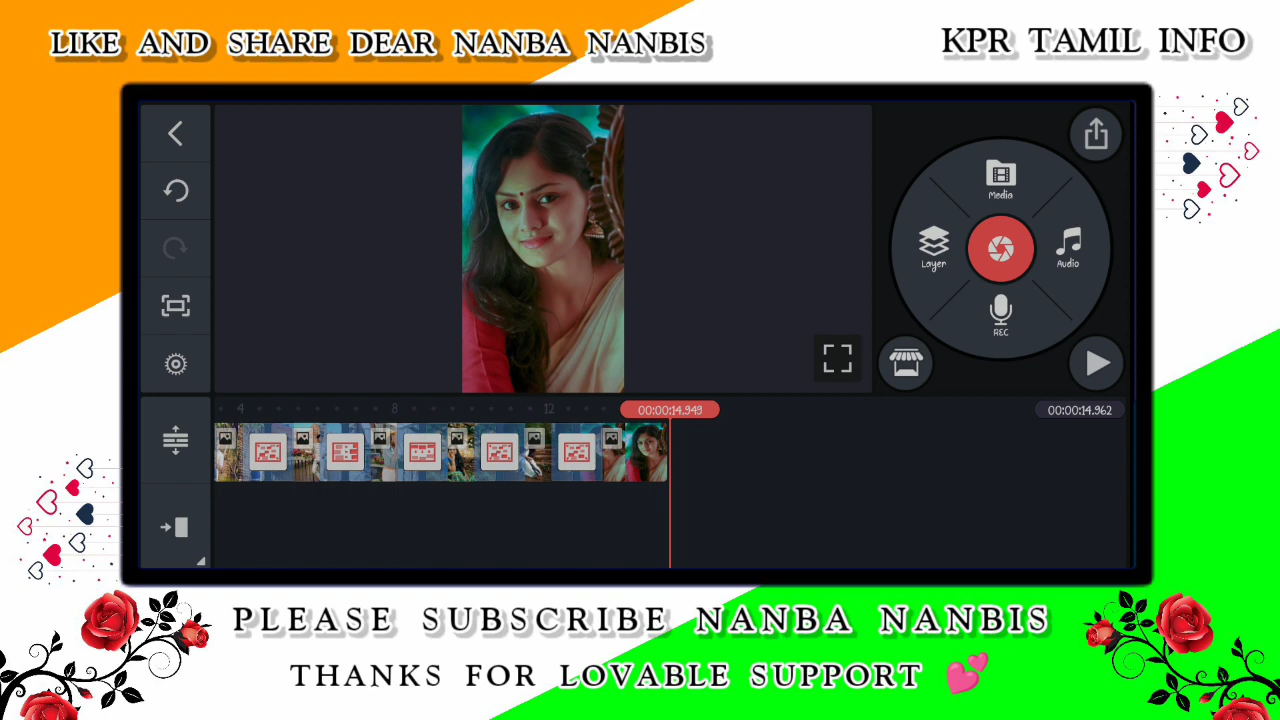 LIKE AND SHARE DEAR NANBA NANBIS
KPR TAMIL INFO
Media
Layer
Audio
REC
4
8
12
00:00:14.949
00:00:14.962
PLEASE SUBSCRIBE NANBA NANBIS
THANKS FOR LOVABLE SUPPORT 💕